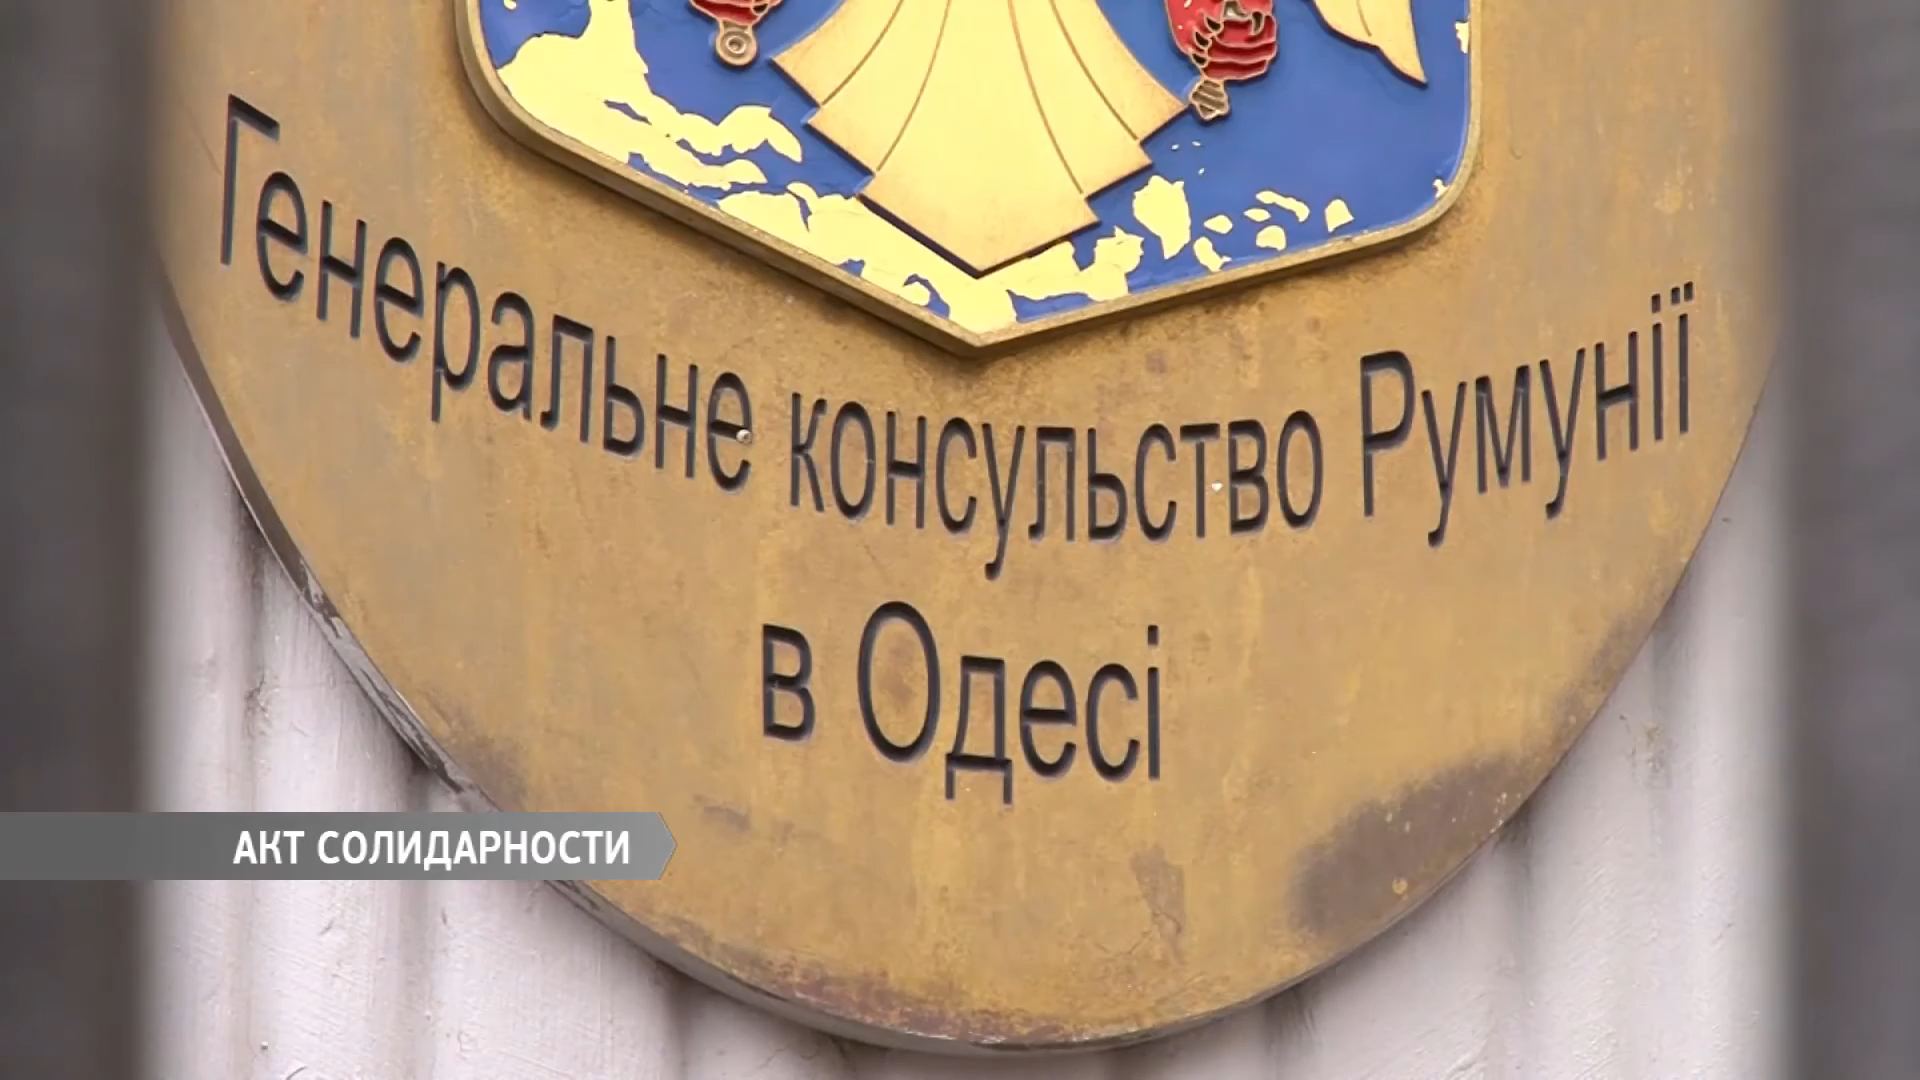 Генеральне консульство Румунії
в Одесі
АКТ СОЛИДАРНОСТИ